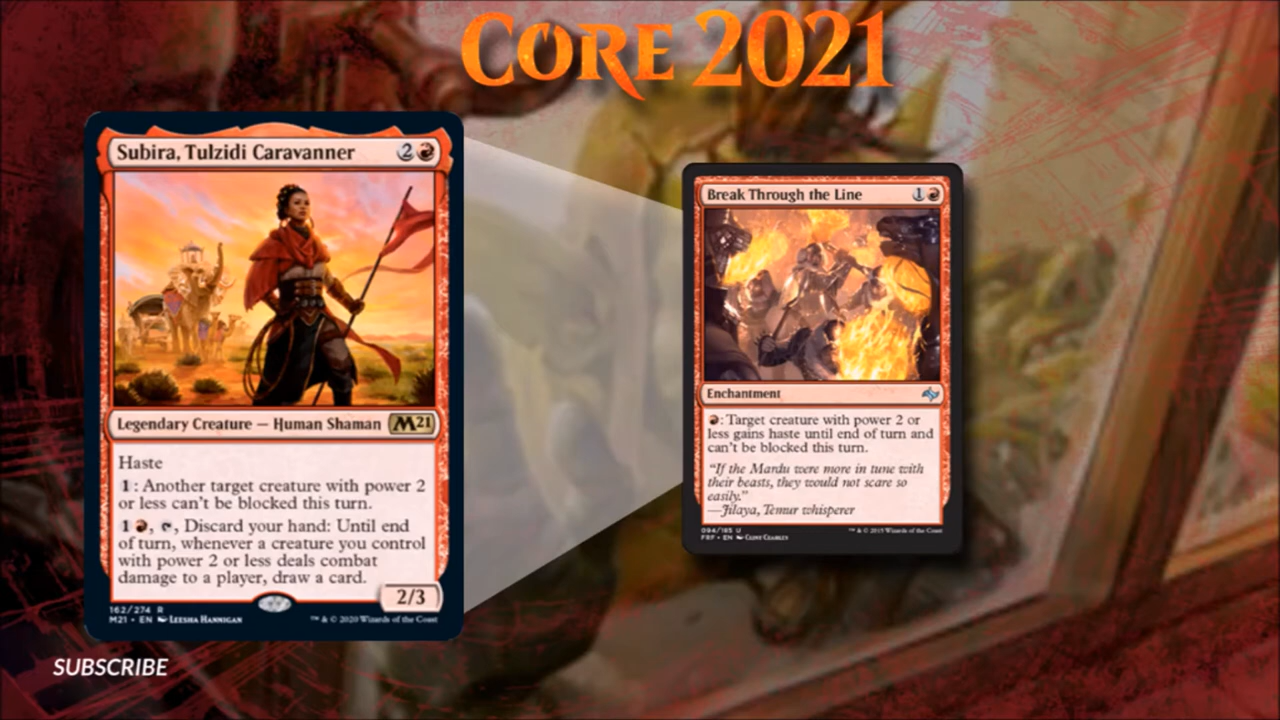 CORE 2021
Subira, Tulzidi Caravanner 2
Legendary Creature — Human Shaman M21
Haste
1: Another target creature with power 2
or less can't be blocked this turn.
1 , , Discard your hand: Until end
of turn, whenever a creature you control
with power 2 or less deals combat
damage to a player, draw a card.
2/3
162/274 R
M21 • EN LEESHA HANNIGAN
™ & © 2020 Wizards of the Coast
Break Through the Line 1
Enchantment
: Target creature with power 2 or
less gains haste until end of turn and
can't be blocked this turn.
"If the Mardu were more in tune with
their beasts, they would not scare so
easily."
—Jilaya, Temur whisperer
094/185 U
FRF • EN CLINT CEARLEY
™ & © 2015 Wizards of the Coast
SUBSCRIBE